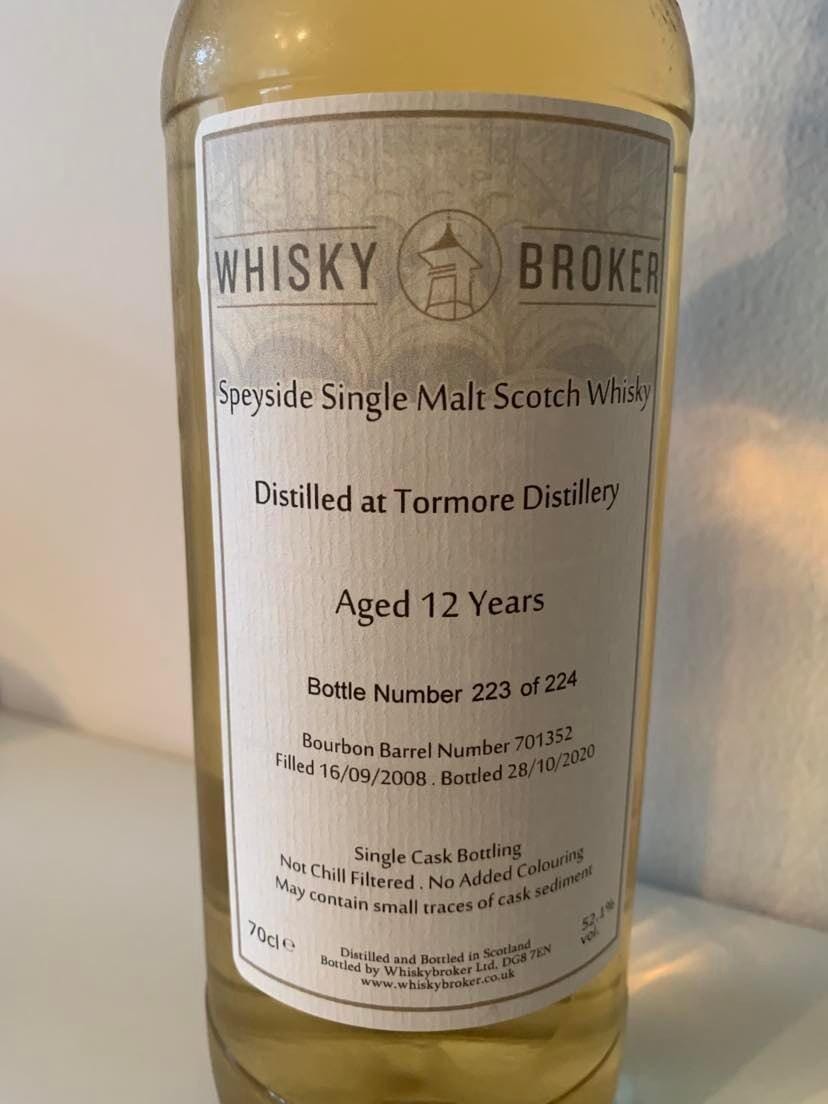 WHISKY BROKER
Speyside Single Malt Scotch Whisky
Distilled at Tormore Distillery
Aged 12 Years
Bottle Number 223 of 224
Bourbon Barrel Number 701352
Filled 16/09/2008 . Bottled 28/10/2020
Single Cask Bottling
Not Chill Filtered . No Added Colouring
May contain small traces of cask sediment
70cl e
52.1%
vol.
Distilled and Bottled in Scotland
Bottled by Whiskybroker Ltd, DG8 7EN
www.whiskybroker.co.uk